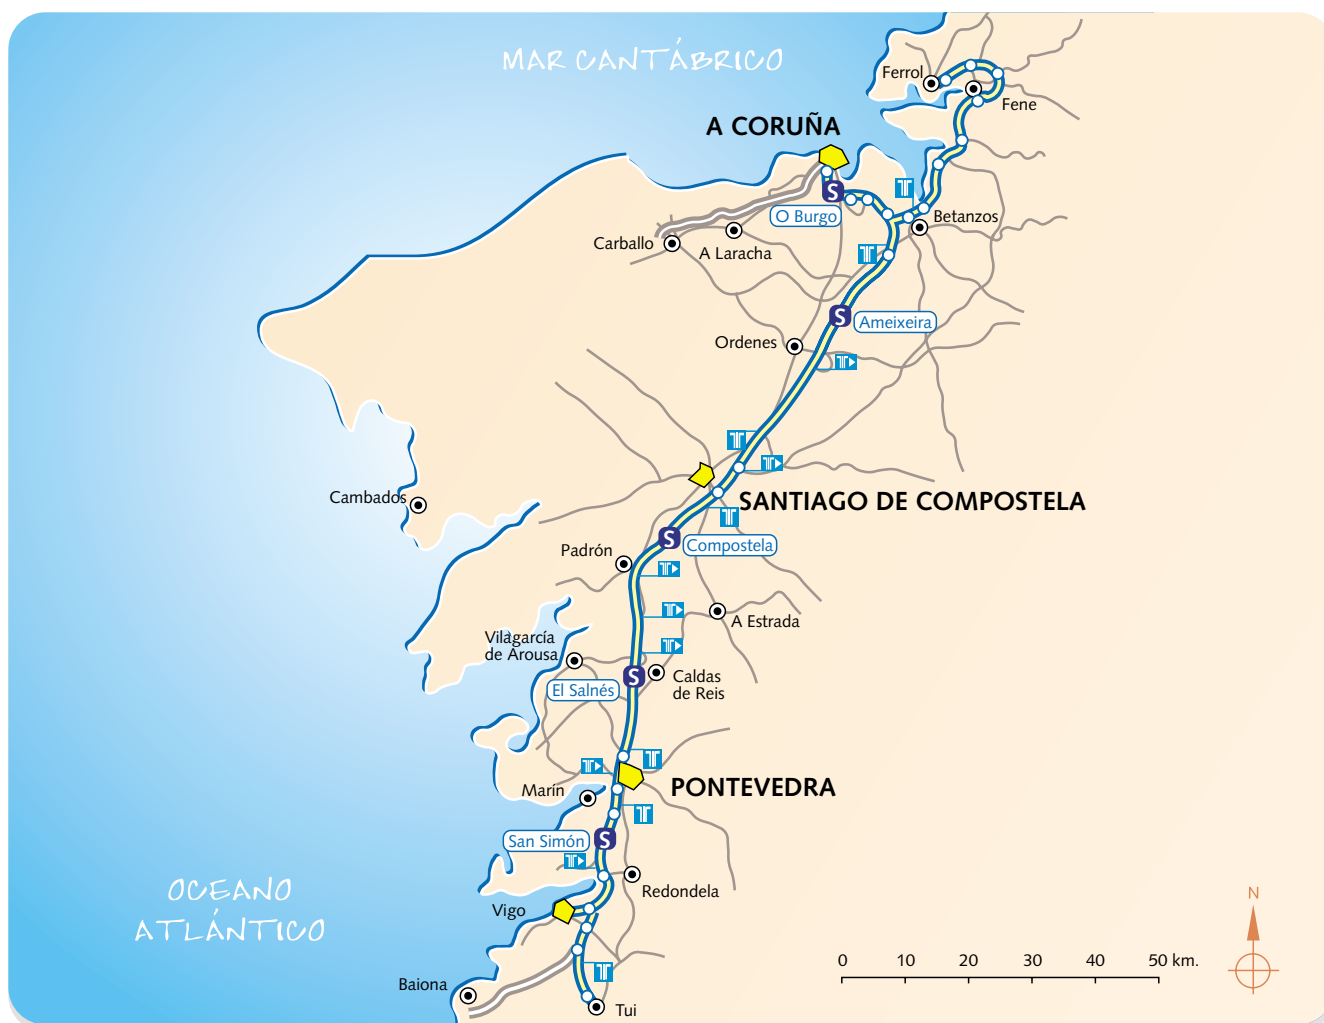 MAR CANTÁBRICO
Ferrol
Fene
A CORUÑA
S
O Burgo
Betanzos
Carballo
A Laracha
S
Ameixeira
Ordenes
Cambados
SANTIAGO DE COMPOSTELA
S
Compostela
Padrón
A Estrada
Vilagarcía
de Arousa
S
El Salnés
Caldas
de Reis
Marín
PONTEVEDRA
S
San Simón
Redondela
OCEANO
ATLÁNTICO
Vigo
N
0 10 20 30 40 50 km.
Baiona
Tui